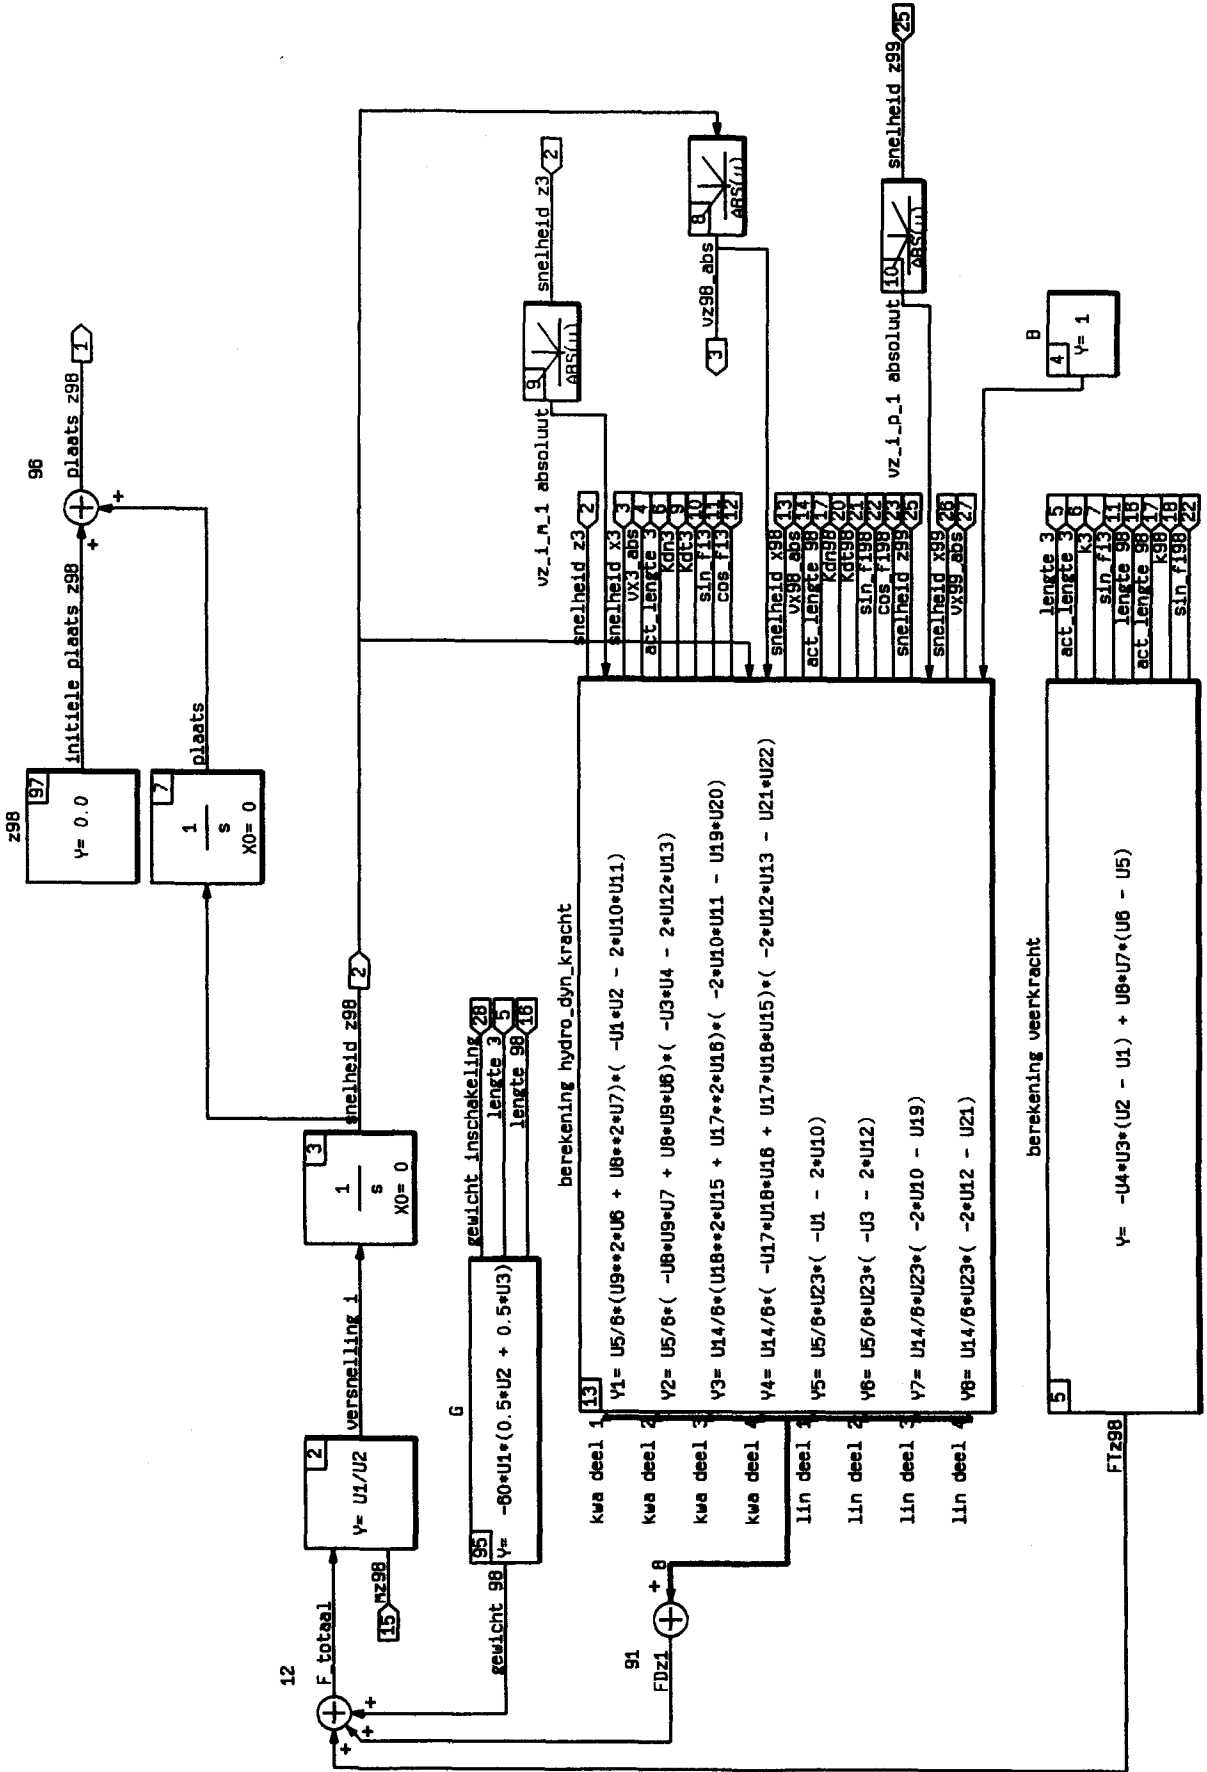 z98
97
Y= 0.0
initiele plaats z98
96
plaats z98
1
+
+
7
1
s
X0= 0
plaats
12
F_totaal
+
+
+
15
mz98
2
Y= U1/U2
versnelling i
3
1
s
X0= 0
snelheid z98
2
G
95
Y= -60*U1*(0.5*U2 + 0.5*U3)
gewicht 98
gewicht inschakeling
28
lengte 3
5
lengte 98
16
91
FDz1
+ 8
berekening hydro_dyn_kracht
13
Y1= U5/6*(U9**2*U6 + U8**2*U7)*( -U1*U2 - 2*U10*U11)
Y2= U5/6*( -U8*U9*U7 + U8*U9*U6)*( -U3*U4 - 2*U12*U13)
Y3= U14/6*(U18**2*U15 + U17**2*U16)*( -2*U10*U11 - U19*U20)
Y4= U14/6*( -U17*U18*U16 + U17*U18*U15)*( -2*U12*U13 - U21*U22)
Y5= U5/6*U23*( -U1 - 2*U10)
Y6= U5/6*U23*( -U3 - 2*U12)
Y7= U14/6*U23*( -2*U10 - U19)
Y8= U14/6*U23*( -2*U12 - U21)
kwa deel 1
kwa deel 2
kwa deel 3
kwa deel 4
lin deel 1
lin deel 2
lin deel 3
lin deel 4
snelheid z3
2
snelheid x3
3
vx3_abs
4
act_lengte 3
6
Kdn3
9
Kdt3
10
sin_fi3
11
cos_fi3
12
snelheid x98
13
vx98_abs
14
act_lengte 98
17
Kdn98
20
Kdt98
21
sin_fi98
22
cos_fi98
23
snelheid z99
25
snelheid x99
26
vx99_abs
27
vz_i_m_1 absoluut
9
ABS(u)
snelheid z3
2
8
ABS(u)
vz98_abs
3
vz_i_p_1 absoluut
10
ABS(u)
snelheid z99
25
B
4
Y= 1
berekening veerkracht
5
Y= -U4*U3*(U2 - U1) + U8*U7*(U6 - U5)
FTz98
lengte 3
5
act_lengte 3
6
k3
7
sin_fi3
11
lengte 98
16
act_lengte 98
17
k98
18
sin_fi98
22